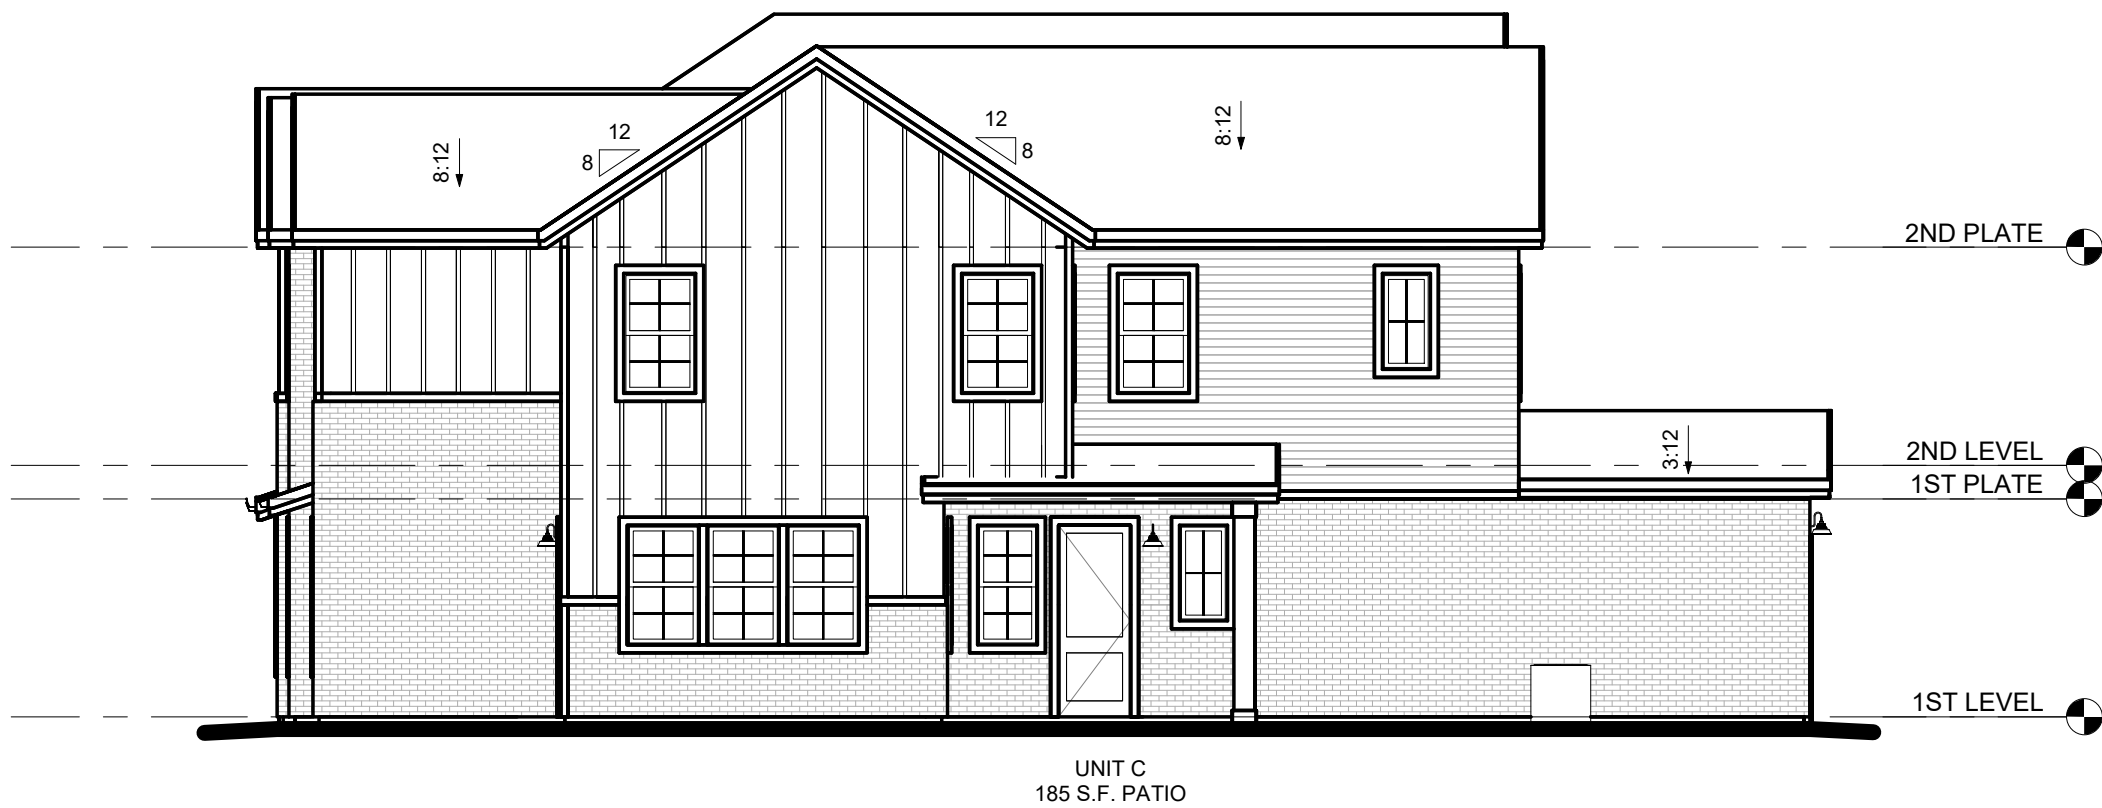 12
8
8:12
12
8
8:12
2ND PLATE
2ND LEVEL
3:12
1ST PLATE
1ST LEVEL
UNIT C
185 S.F. PATIO